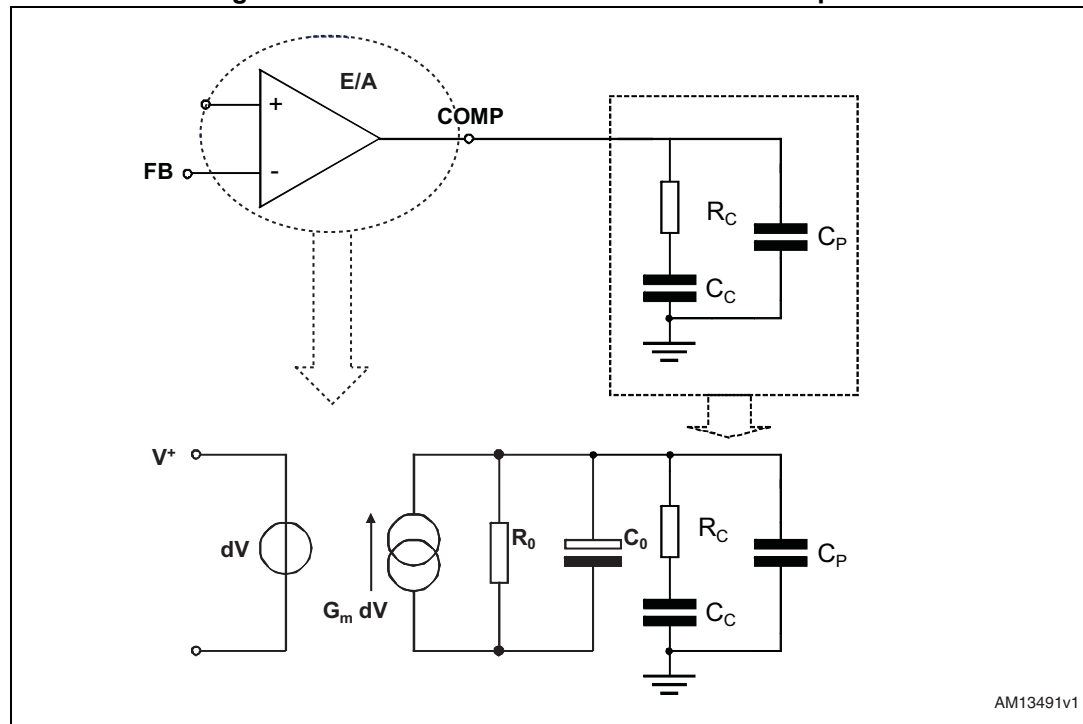 E/A
+
COMP
FB
-
R_C
C_P
C_C
V⁺
dV
G_m dV
R_0
C_0
R_C
C_P
C_C
AM13491v1